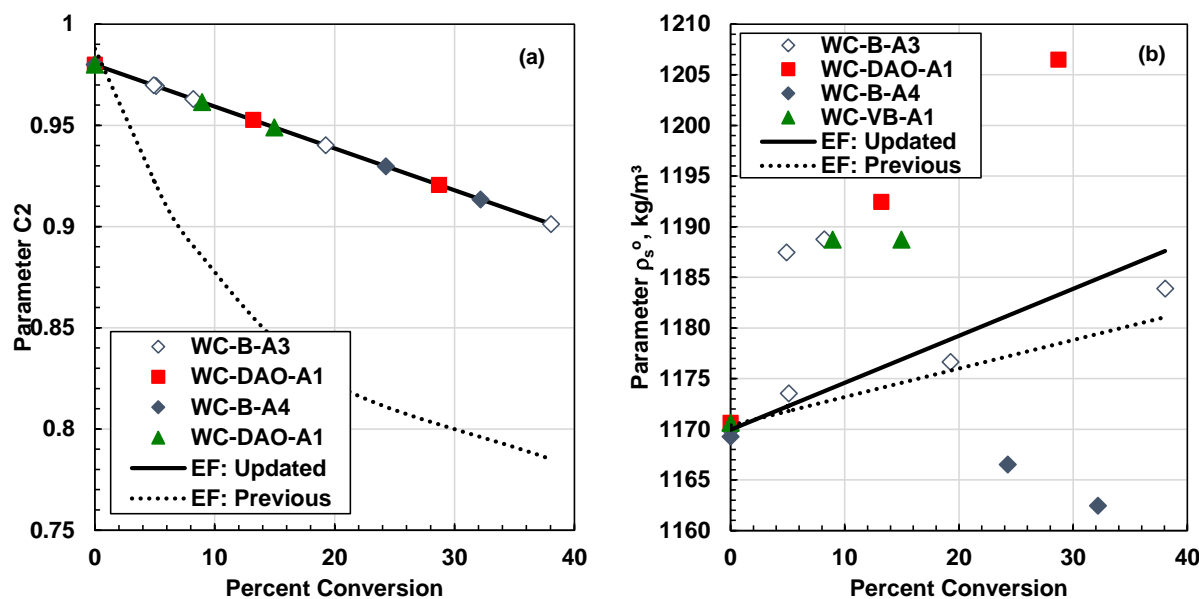 (a)
1
0.95
0.9
0.85
0.8
0.75
Parameter C2
WC-B-A3
WC-DAO-A1
WC-B-A4
WC-DAO-A1
EF: Updated
EF: Previous
0 10 20 30 40
Percent Conversion
(b)
1210
1205
1200
1195
1190
1185
1180
1175
1170
1165
1160
Parameter ρₛº, kg/m³
WC-B-A3
WC-DAO-A1
WC-B-A4
WC-VB-A1
EF: Updated
EF: Previous
0 10 20 30 40
Percent Conversion